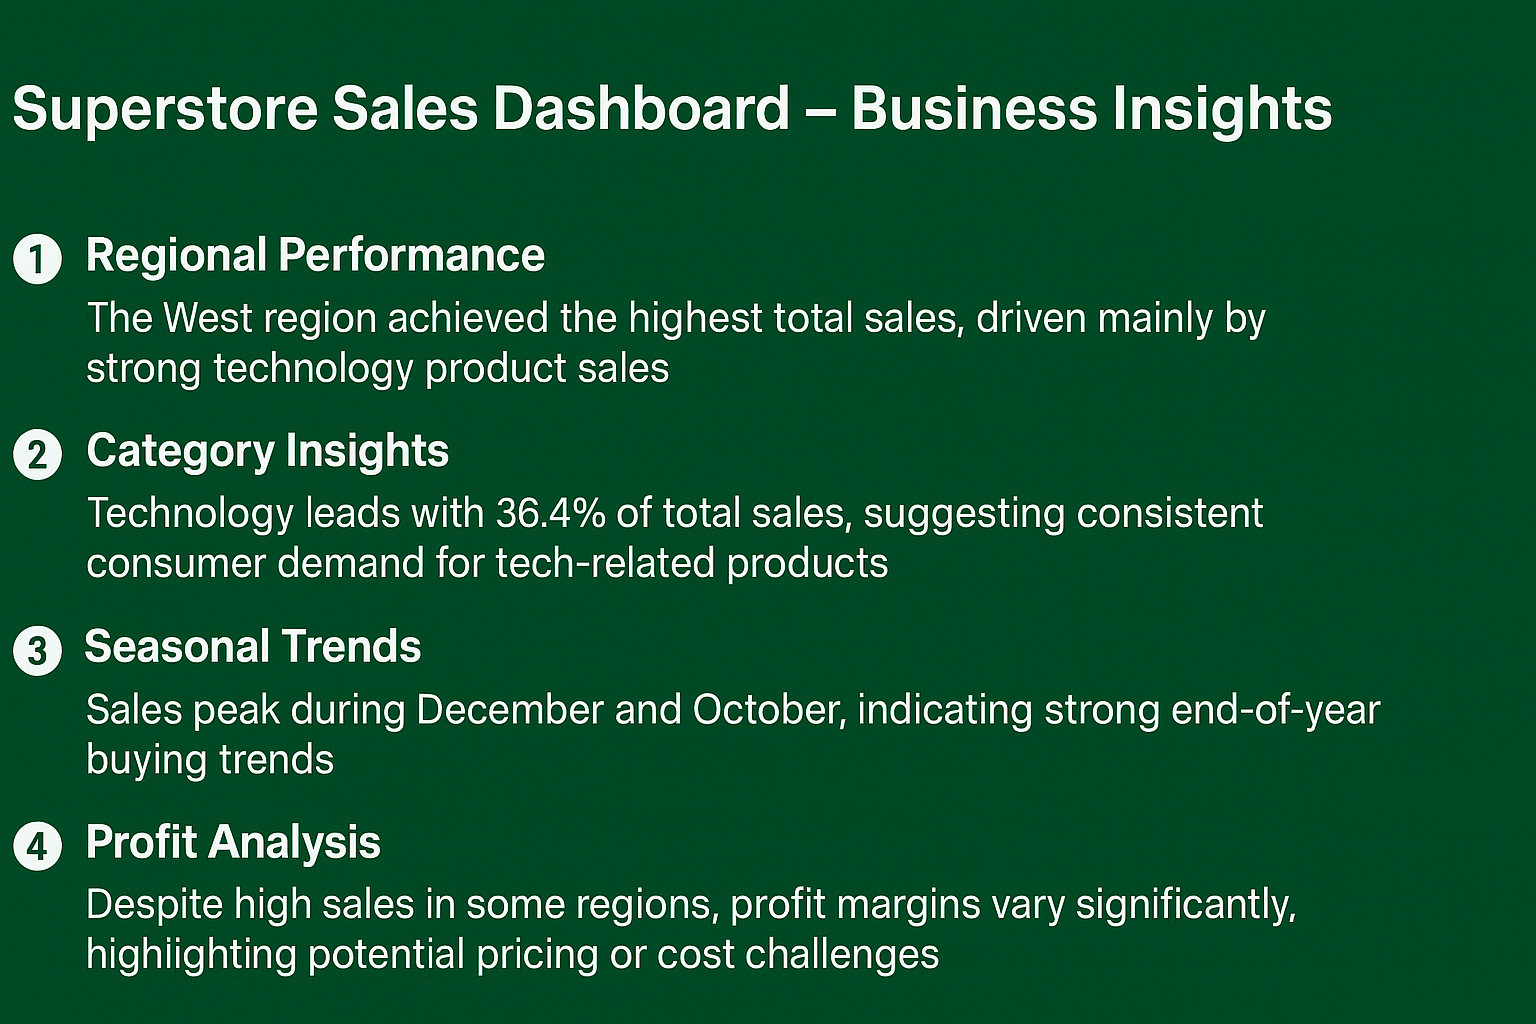 Superstore Sales Dashboard – Business Insights
1 Regional Performance
The West region achieved the highest total sales, driven mainly by
strong technology product sales
2 Category Insights
Technology leads with 36.4% of total sales, suggesting consistent
consumer demand for tech-related products
3 Seasonal Trends
Sales peak during December and October, indicating strong end-of-year
buying trends
4 Profit Analysis
Despite high sales in some regions, profit margins vary significantly,
highiighting potential pricing or cost challenges